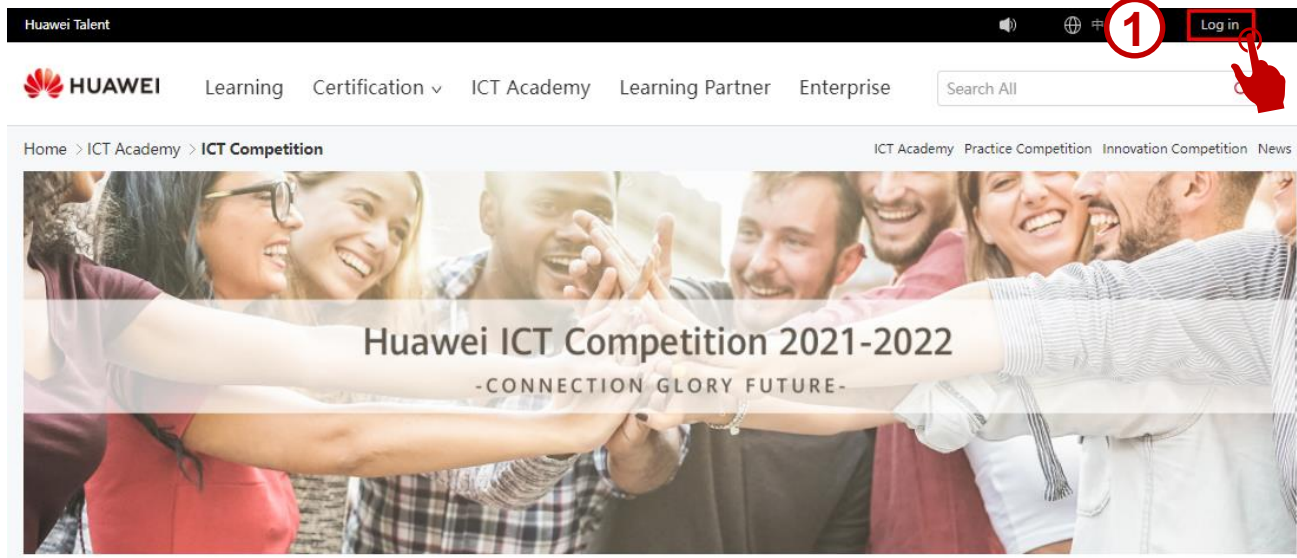 Huawei Talent
中
1
Log in
HUAWEI
Learning
Certification
ICT Academy
Learning Partner
Enterprise
Search All
Home > ICT Academy > ICT Competition
ICT Academy Practice Competition Innovation Competition News
Huawei ICT Competition 2021-2022
-CONNECTION GLORY FUTURE-